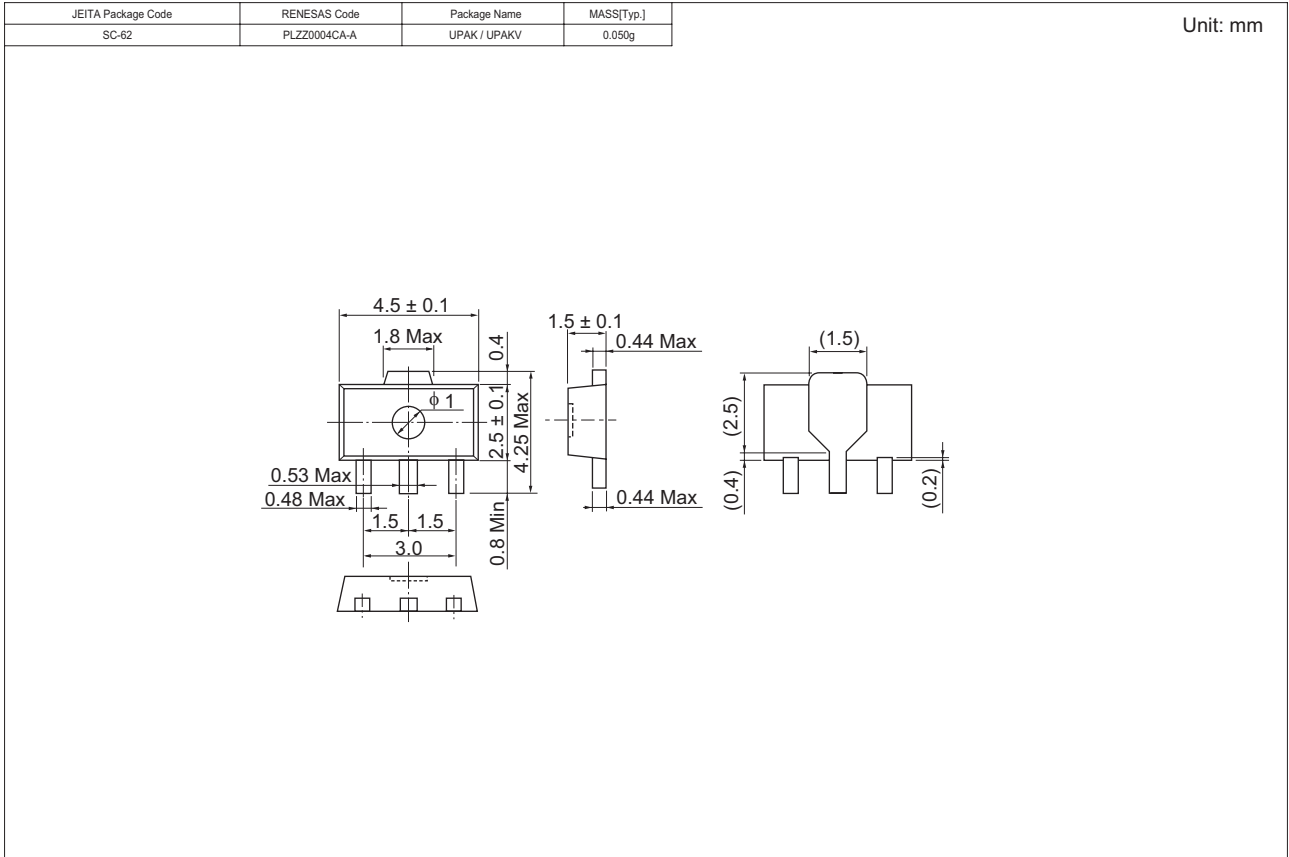 JEITA Package Code RENESAS Code Package Name MASS[Typ.]
SC-62 PLZZ0004CA-A UPAK / UPAKV 0.050g
Unit: mm
4.5 ± 0.1
1.8 Max
0.4
ϕ 1
2.5 ± 0.1
4.25 Max
0.53 Max
0.48 Max
1.5 1.5
3.0
0.8 Min
1.5 ± 0.1
0.44 Max
0.44 Max
(1.5)
(2.5)
(0.4)
(0.2)